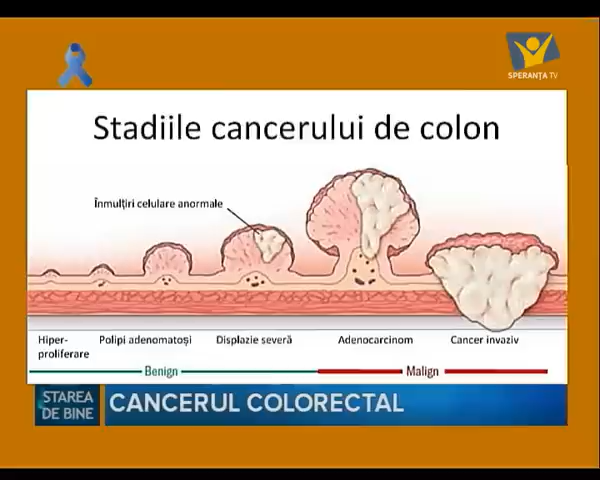 SPERANȚA TV
Stadiile cancerului de colon
Înmulțiri celulare anormale
Hiper-
proliferare
Polipi adenomatoși
Displazie severă
Adenocarcinom
Cancer invaziv
Benign
Malign
STAREA
DE BINE
CANCERUL COLORECTAL